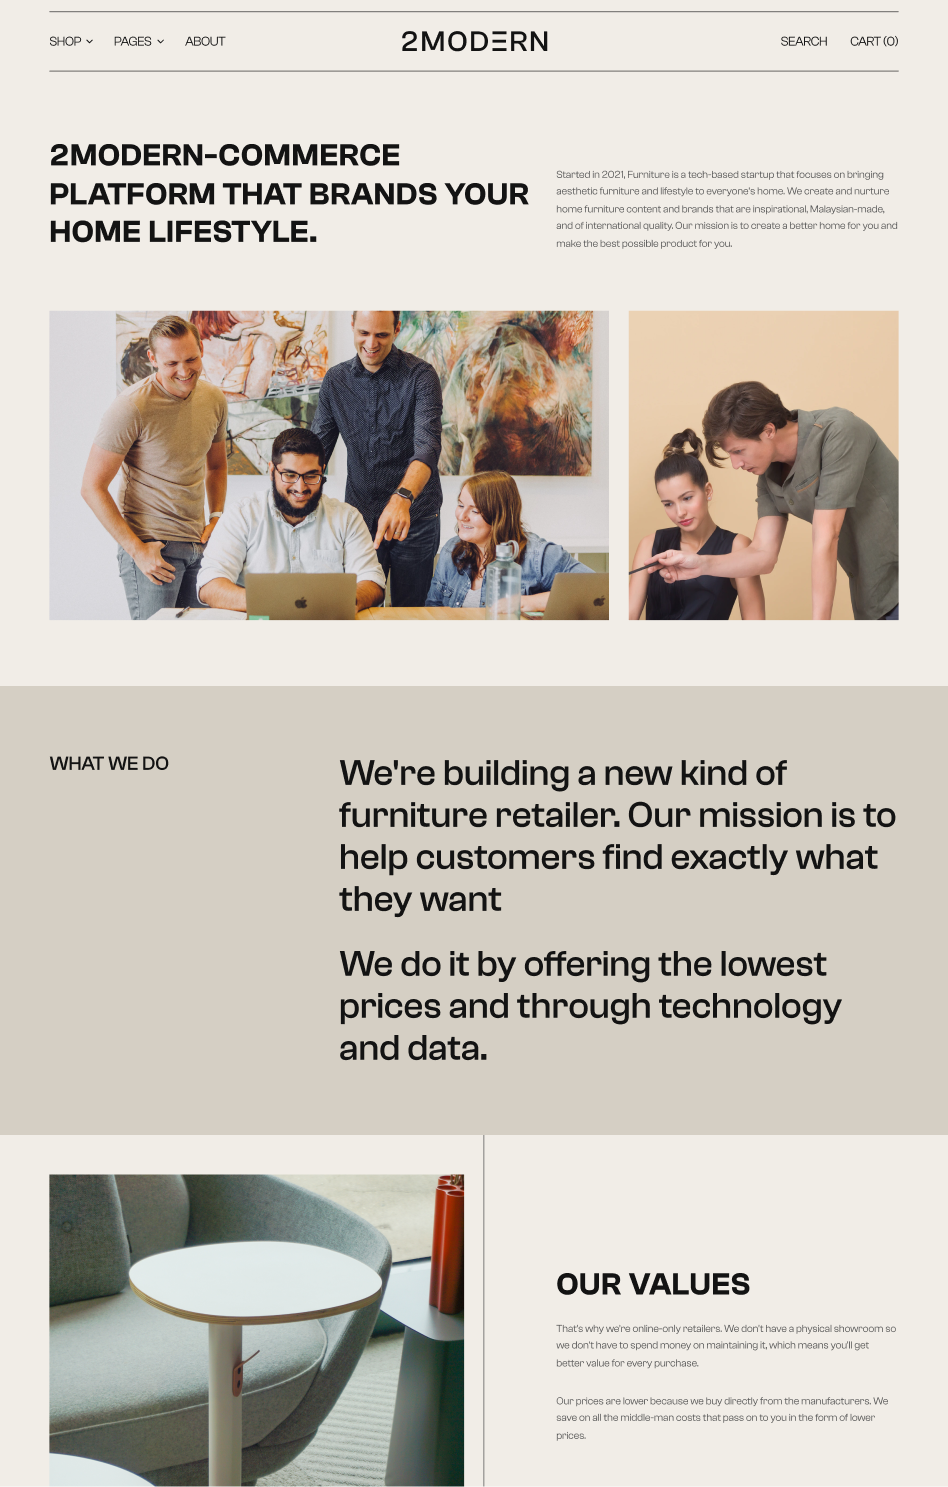 SHOP PAGES ABOUT 2MODERN SEARCH CART (0)
2MODERN-COMMERCE
PLATFORM THAT BRANDS YOUR
HOME LIFESTYLE.
Started in 2021, Furniture is a tech-based startup that focuses on bringing
aesthetic furniture and lifestyle to everyone's home. We create and nurture
home furniture content and brands that are inspirational, Malaysian-made,
and of international quality. Our mission is to create a better home for you and
make the best possible product for you.
WHAT WE DO
We're building a new kind of
furniture retailer. Our mission is to
help customers find exactly what
they want
We do it by offering the lowest
prices and through technology
and data.
OUR VALUES
That's why we're online-only retailers. We don't have a physical showroom so
we don't have to spend money on maintaining it, which means you'll get
better value for every purchase.
Our prices are lower because we buy directly from the manufacturers. We
save on all the middle-man costs that pass on to you in the form of lower
prices.